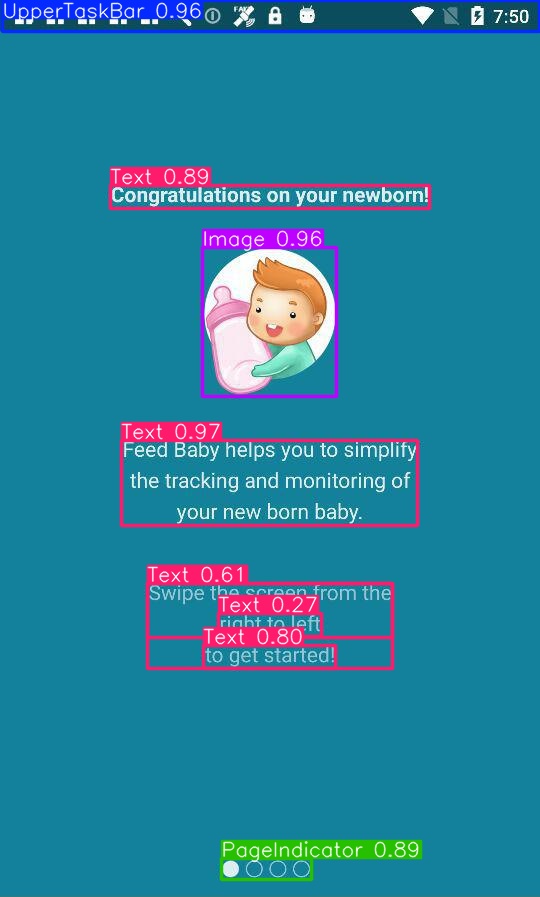 UpperTaskBar 0.96
7:50
Text 0.89
Congratulations on your newborn!
Image 0.96
Text 0.97
Feed Baby helps you to simplify
the tracking and monitoring of
your new born baby.
Text 0.61
Swipe the screen from the
Text 0.27
right to left
Text 0.80
to get started!
PageIndicator 0.89